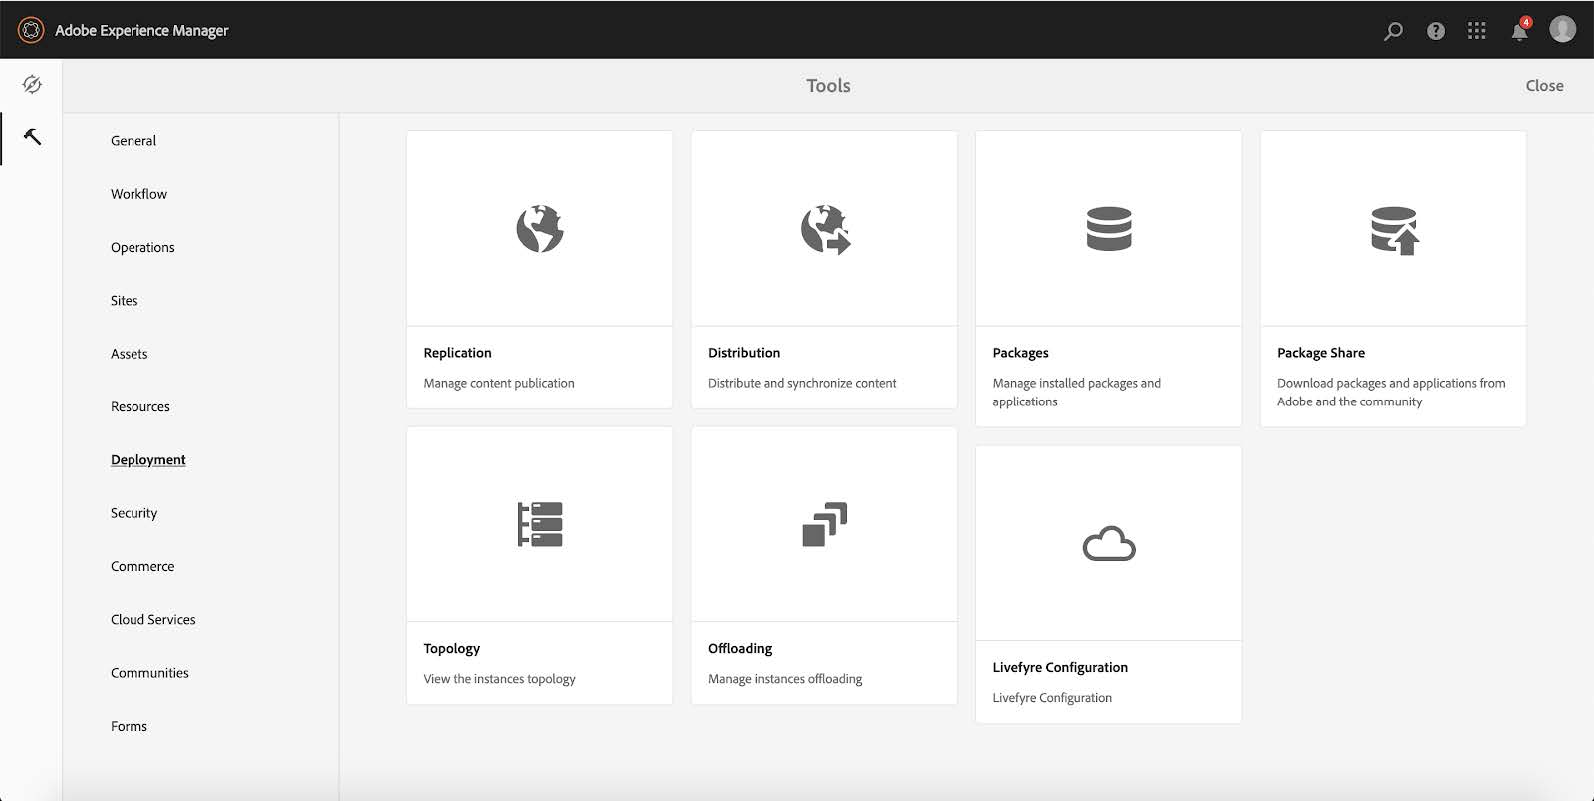 Adobe Experience Manager
4
Tools
Close
General
Workflow
Operations
Sites
Assets
Resources
Deployment
Security
Commerce
Cloud Services
Communities
Forms
Replication
Manage content publication
Distribution
Distribute and synchronize content
Packages
Manage installed packages and
applications
Package Share
Download packages and applications from
Adobe and the community
Topology
View the instances topology
Offloading
Manage instances offloading
Livefyre Configuration
Livefyre Configuration